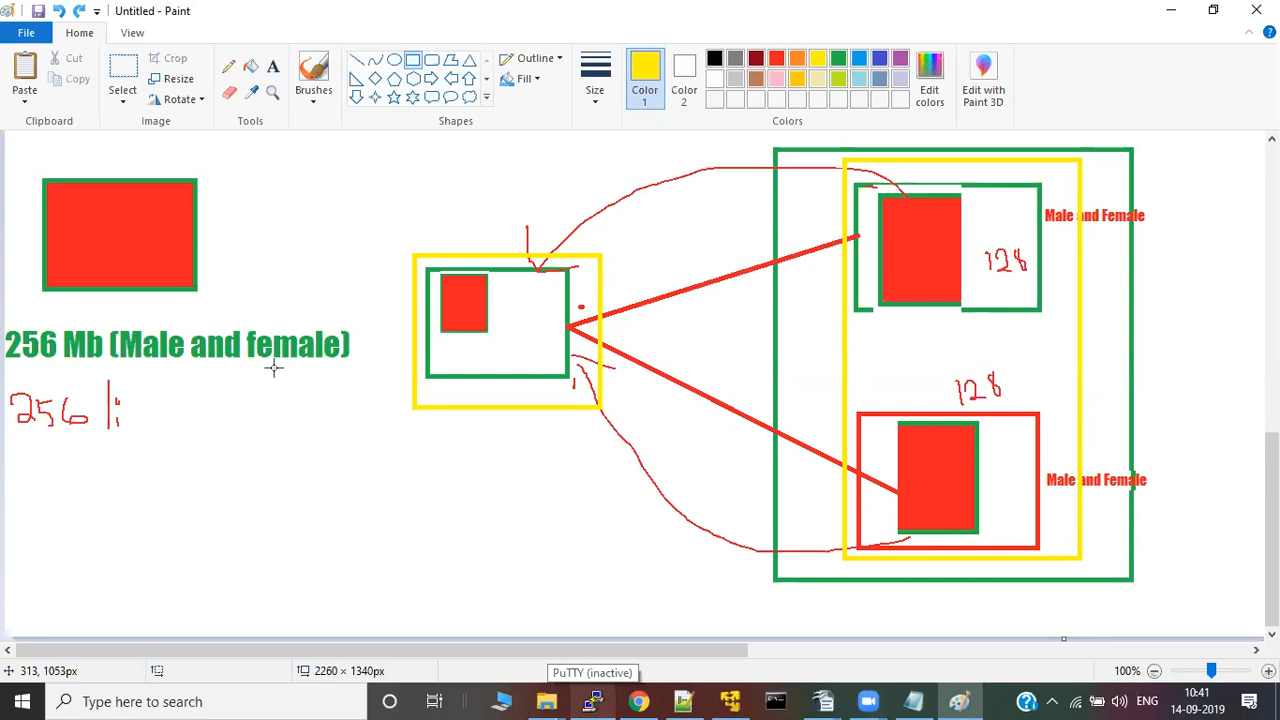 Untitled - Paint
File
Home
View
Paste
Cut
Copy
Clipboard
Select
Crop
Resize
Rotate
Image
A
Tools
Brushes
Outline
Fill
Shapes
Size
Color 1
Color 2
Edit colors
Edit with Paint 3D
Colors
Male and Female
128
256 Mb (Male and female)
256
128
Male and Female
313, 1053px
2260 × 1340px
PuTTY (inactive)
100%
Type here to search
ENG
10:41
14-09-2019